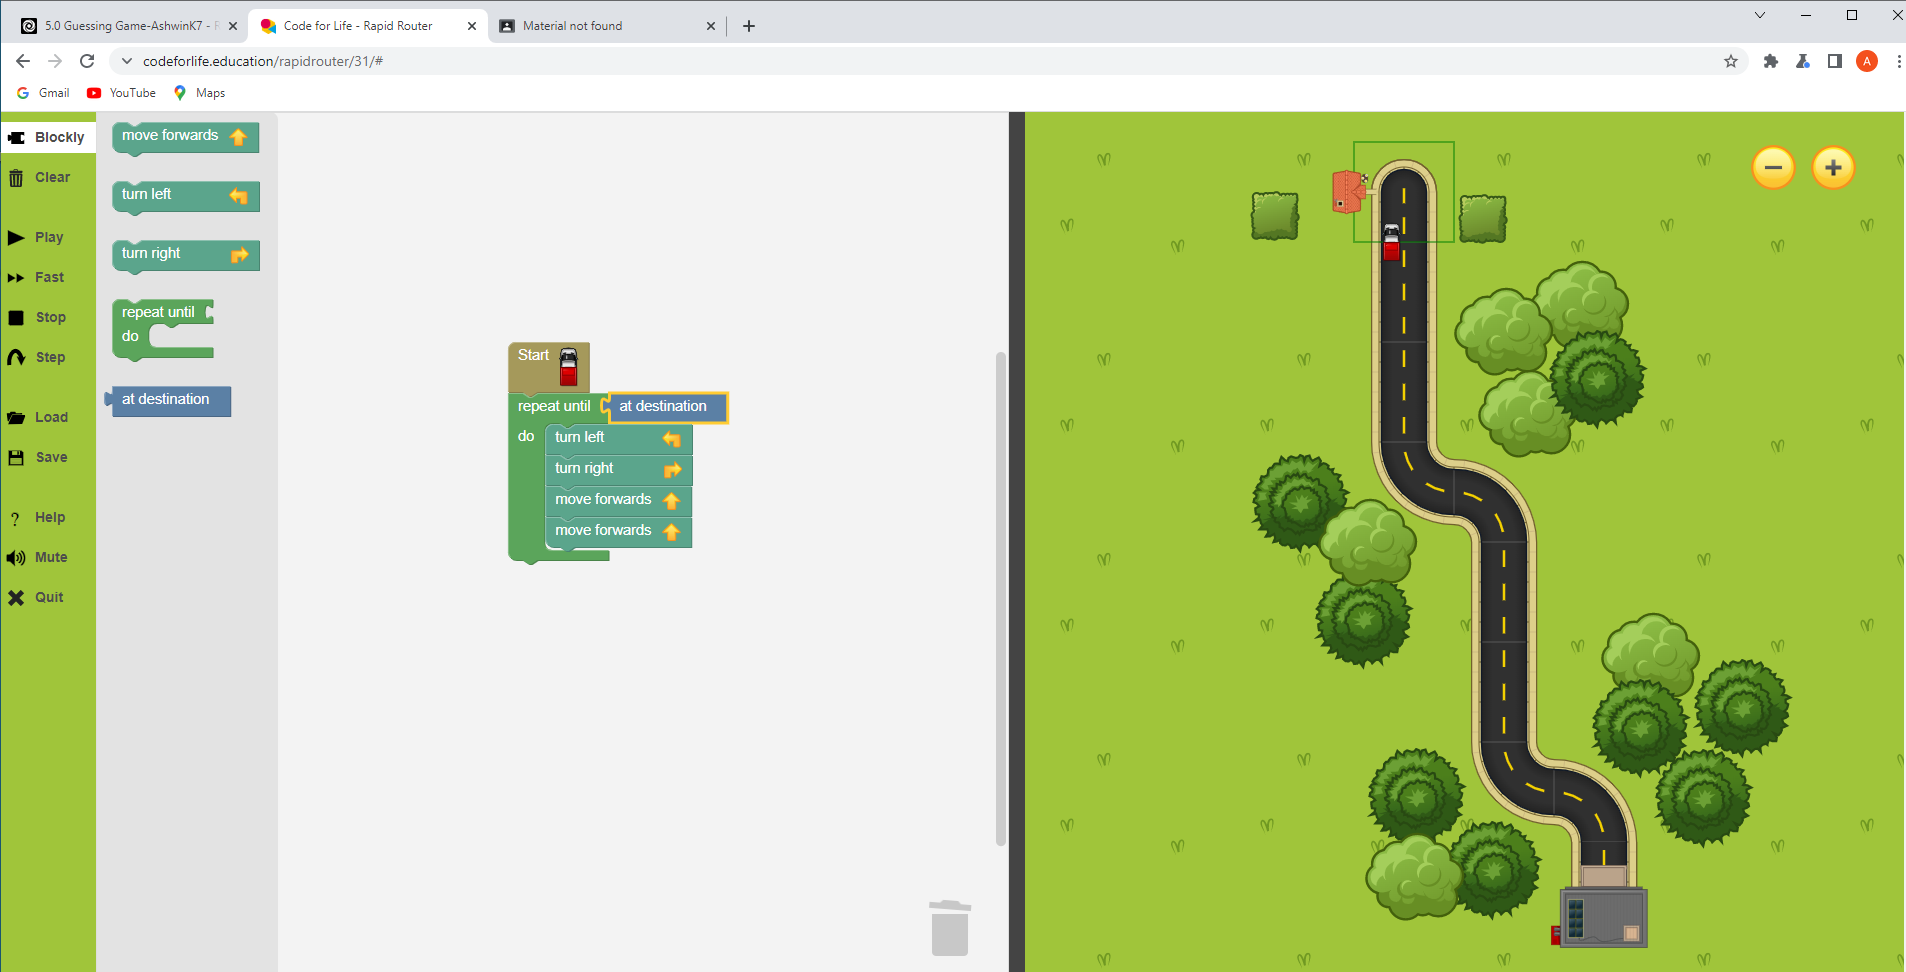 5.0 Guessing Game-AshwinK7 - R
Code for Life - Rapid Router
Material not found
codeforlife.education/rapidrouter/31/#
A
Gmail
YouTube
Maps
Blockly
Clear
Play
Fast
Stop
Step
Load
Save
Help
Mute
Quit
move forwards
turn left
turn right
repeat until
do
at destination
Start
repeat until at destination
do turn left
turn right
move forwards
move forwards